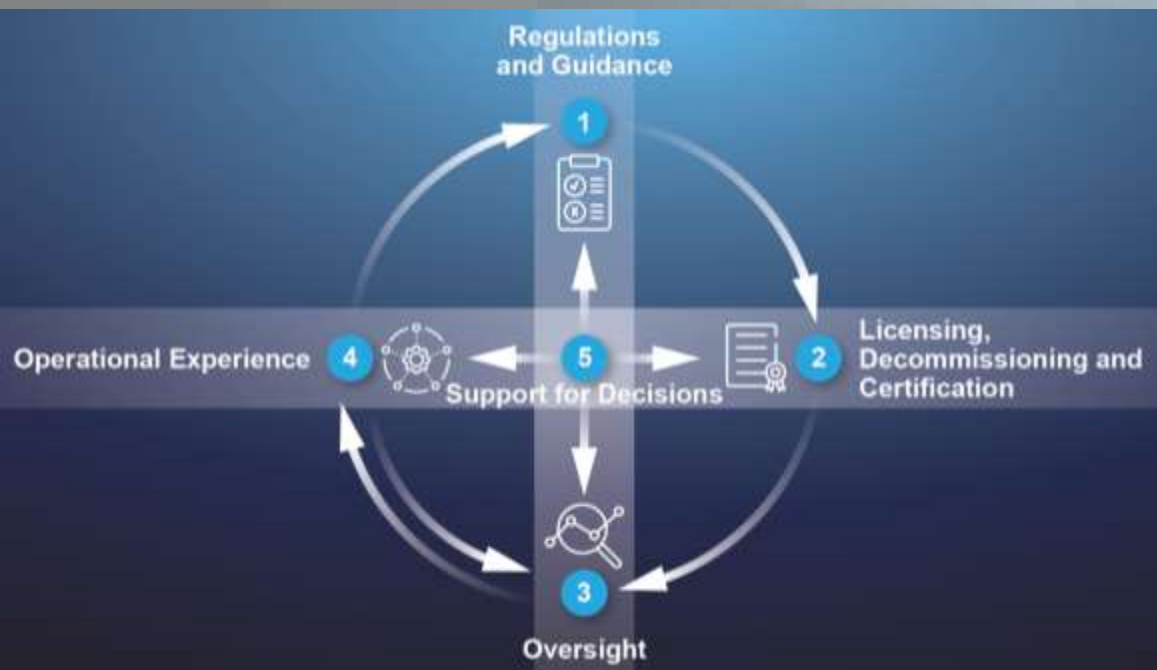 Regulations
and Guidance
1
Operational Experience
4
5
Support for Decisions
2
Licensing,
Decommissioning and
Certification
3
Oversight